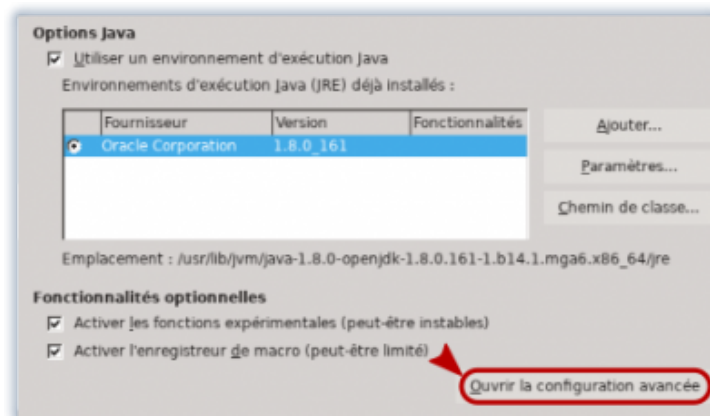 Options Java
Utiliser un environnement d'exécution Java
Environnements d'exécution Java (JRE) déjà installés :
Fournisseur Version Fonctionnalités
Oracle Corporation 1.8.0_161
Ajouter...
Paramètres...
Chemin de classe...
Emplacement : /usr/lib/jvm/java-1.8.0-openjdk-1.8.0.161-1.b14.1.mga6.x86_64/jre
Fonctionnalités optionnelles
Activer les fonctions expérimentales (peut-être instables)
Activer l'enregistreur de macro (peut-être limité)
Ouvrir la configuration avancée